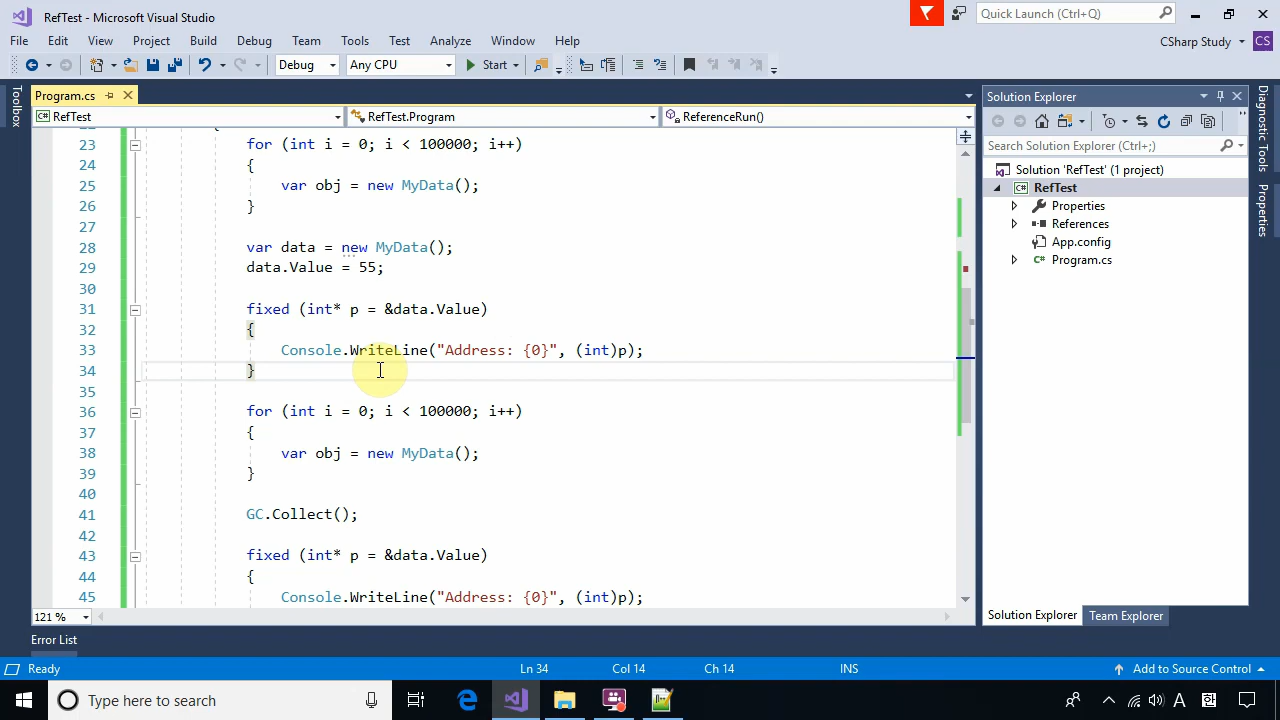 RefTest - Microsoft Visual Studio
Quick Launch (Ctrl+Q)
File Edit View Project Build Debug Team Tools Test Analyze Window Help
CSharp Study CS
Debug Any CPU Start
Toolbox
Program.cs
RefTest RefTest.Program ReferenceRun()
23 for (int i = 0; i < 100000; i++)
24 {
25 var obj = new MyData();
26 }
27
28 var data = new MyData();
29 data.Value = 55;
30
31 fixed (int* p = &data.Value)
32 {
33 Console.WriteLine("Address: {0}", (int)p);
34 }
35
36 for (int i = 0; i < 100000; i++)
37 {
38 var obj = new MyData();
39 }
40
41 GC.Collect();
42
43 fixed (int* p = &data.Value)
44 {
45 Console.WriteLine("Address: {0}", (int)p);
121 %
Solution Explorer
Search Solution Explorer (Ctrl+;)
Solution 'RefTest' (1 project)
RefTest
Properties
References
App.config
Program.cs
Solution Explorer Team Explorer
Diagnostic Tools
Properties
Error List
Ready Ln 34 Col 14 Ch 14 INS Add to Source Control
Type here to search
A